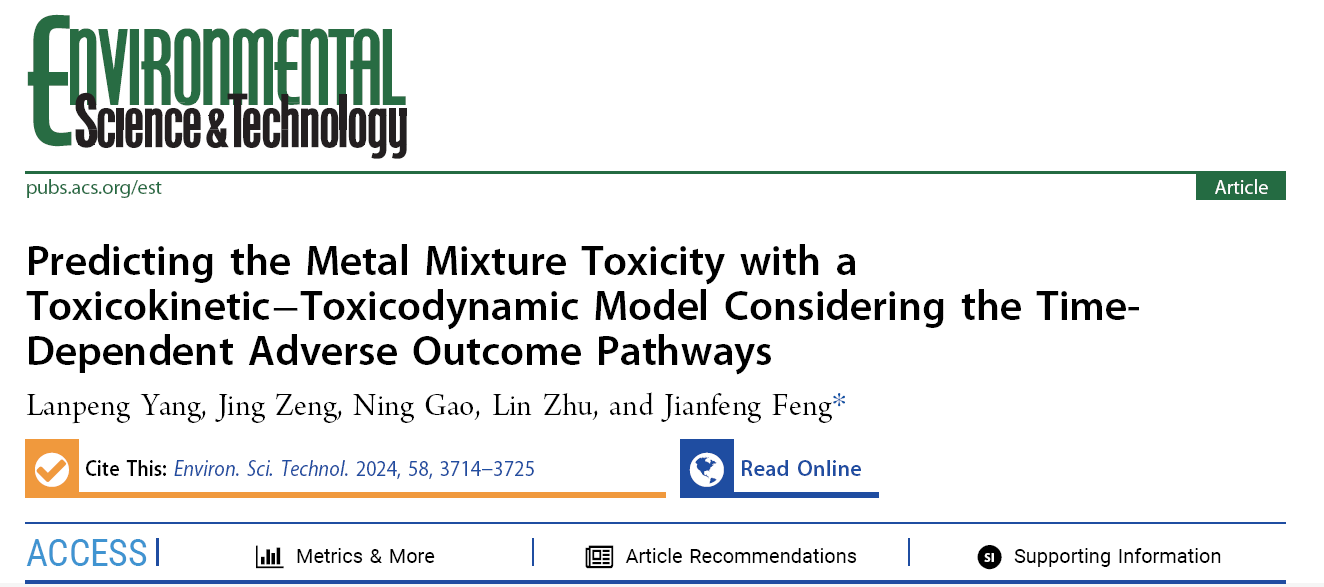 ENVIRONMENTAL
Science & Technology
pubs.acs.org/est
Article
Predicting the Metal Mixture Toxicity with a
Toxicokinetic−Toxicodynamic Model Considering the Time-
Dependent Adverse Outcome Pathways
Lanpeng Yang, Jing Zeng, Ning Gao, Lin Zhu, and Jianfeng Feng*
Cite This: Environ. Sci. Technol. 2024, 58, 3714−3725
Read Online
ACCESS
Metrics & More
Article Recommendations
SI Supporting Information